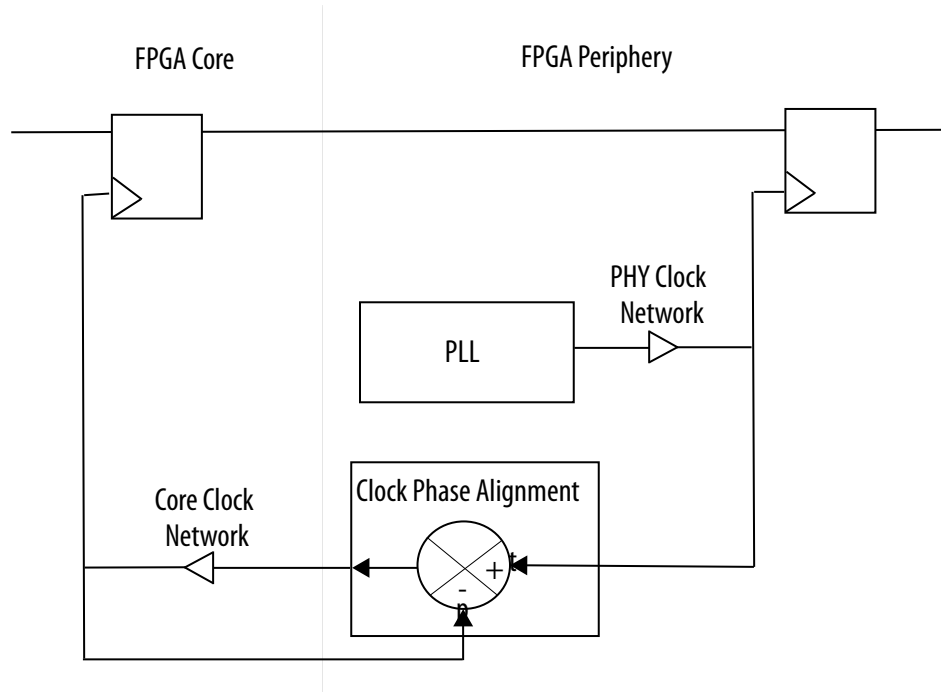 FPGA Core
FPGA Periphery
PHY Clock
Network
PLL
Clock Phase Alignment
Core Clock
Network
+
t
-